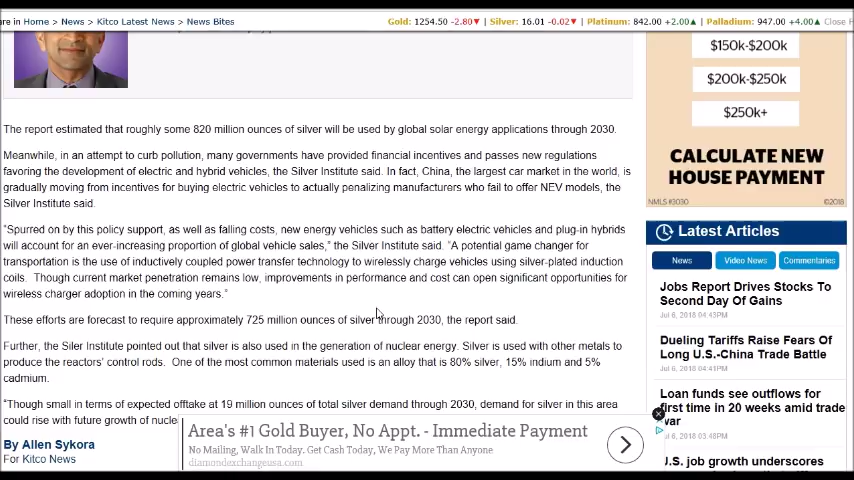 are in Home > News > Kitco Latest News > News Bites
Gold: 1254.50 -2.80▼ | Silver: 16.01 -0.02▼ | Platinum: 842.00 +2.00▲ | Palladium: 947.00 +4.00▲ Close
The report estimated that roughly some 820 million ounces of silver will be used by global solar energy applications through 2030.
Meanwhile, in an attempt to curb pollution, many governments have provided financial incentives and passes new regulations
favoring the development of electric and hybrid vehicles, the Silver Institute said. In fact, China, the largest car market in the world, is
gradually moving from incentives for buying electric vehicles to actually penalizing manufacturers who fail to offer NEV models, the
Silver Institute said.
“Spurred on by this policy support, as well as falling costs, new energy vehicles such as battery electric vehicles and plug-in hybrids
will account for an ever-increasing proportion of global vehicle sales,” the Silver Institute said. “A potential game changer for
transportation is the use of inductively coupled power transfer technology to wirelessly charge vehicles using silver-plated induction
coils. Though current market penetration remains low, improvements in performance and cost can open significant opportunities for
wireless charger adoption in the coming years.”
These efforts are forecast to require approximately 725 million ounces of silver through 2030, the report said.
Further, the Siler Institute pointed out that silver is also used in the generation of nuclear energy. Silver is used with other metals to
produce the reactors’ control rods. One of the most common materials used is an alloy that is 80% silver, 15% indium and 5%
cadmium.
“Though small in terms of expected offtake at 19 million ounces of total silver demand through 2030, demand for silver in this area
could rise with future growth of nuclea
By Allen Sykora
For Kitco News
Area's #1 Gold Buyer, No Appt. - Immediate Payment
No Mailing, Walk In Today. Get Cash Today, We Pay More Than Anyone
diamondexchangeusa.com
$150k-$200k
$200k-$250k
$250k+
CALCULATE NEW
HOUSE PAYMENT
NMLS #3030
©2018
Latest Articles
News
Video News
Commentaries
Jobs Report Drives Stocks To
Second Day Of Gains
Jul 6, 2018 04:43PM
Dueling Tariffs Raise Fears Of
Long U.S.-China Trade Battle
Jul 6, 2018 04:41PM
Loan funds see outflows for
first time in 20 weeks amid trade
war
Jul 6, 2018 03:48PM
U.S. job growth underscores